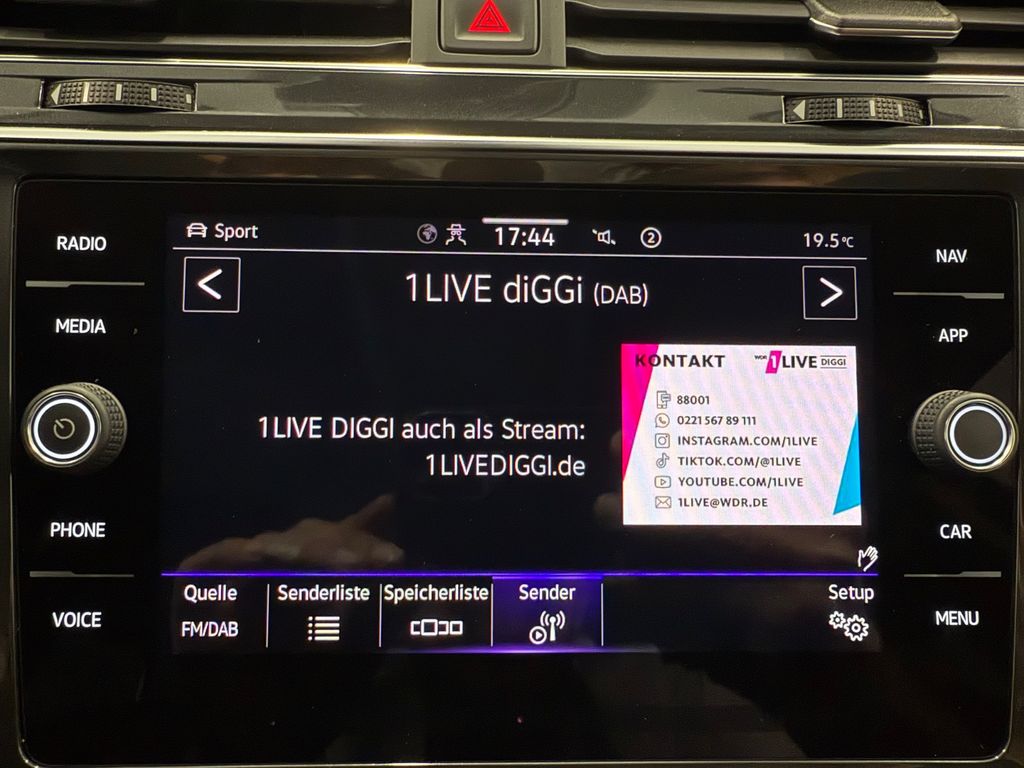 RADIO
MEDIA
PHONE
VOICE
Sport
17:44
2
19.5°C
1LIVE diGGi (DAB)
1LIVE DIGGI auch als Stream:
1LIVEDIGGI.de
KONTAKT
WDR 1LIVE DIGGI
88001
0221 567 89 111
INSTAGRAM.COM/1LIVE
TIKTOK.COM/@1LIVE
YOUTUBE.COM/1LIVE
1LIVE@WDR.DE
Quelle
FM/DAB
Senderliste
Speicherliste
Sender
Setup
NAV
APP
CAR
MENU